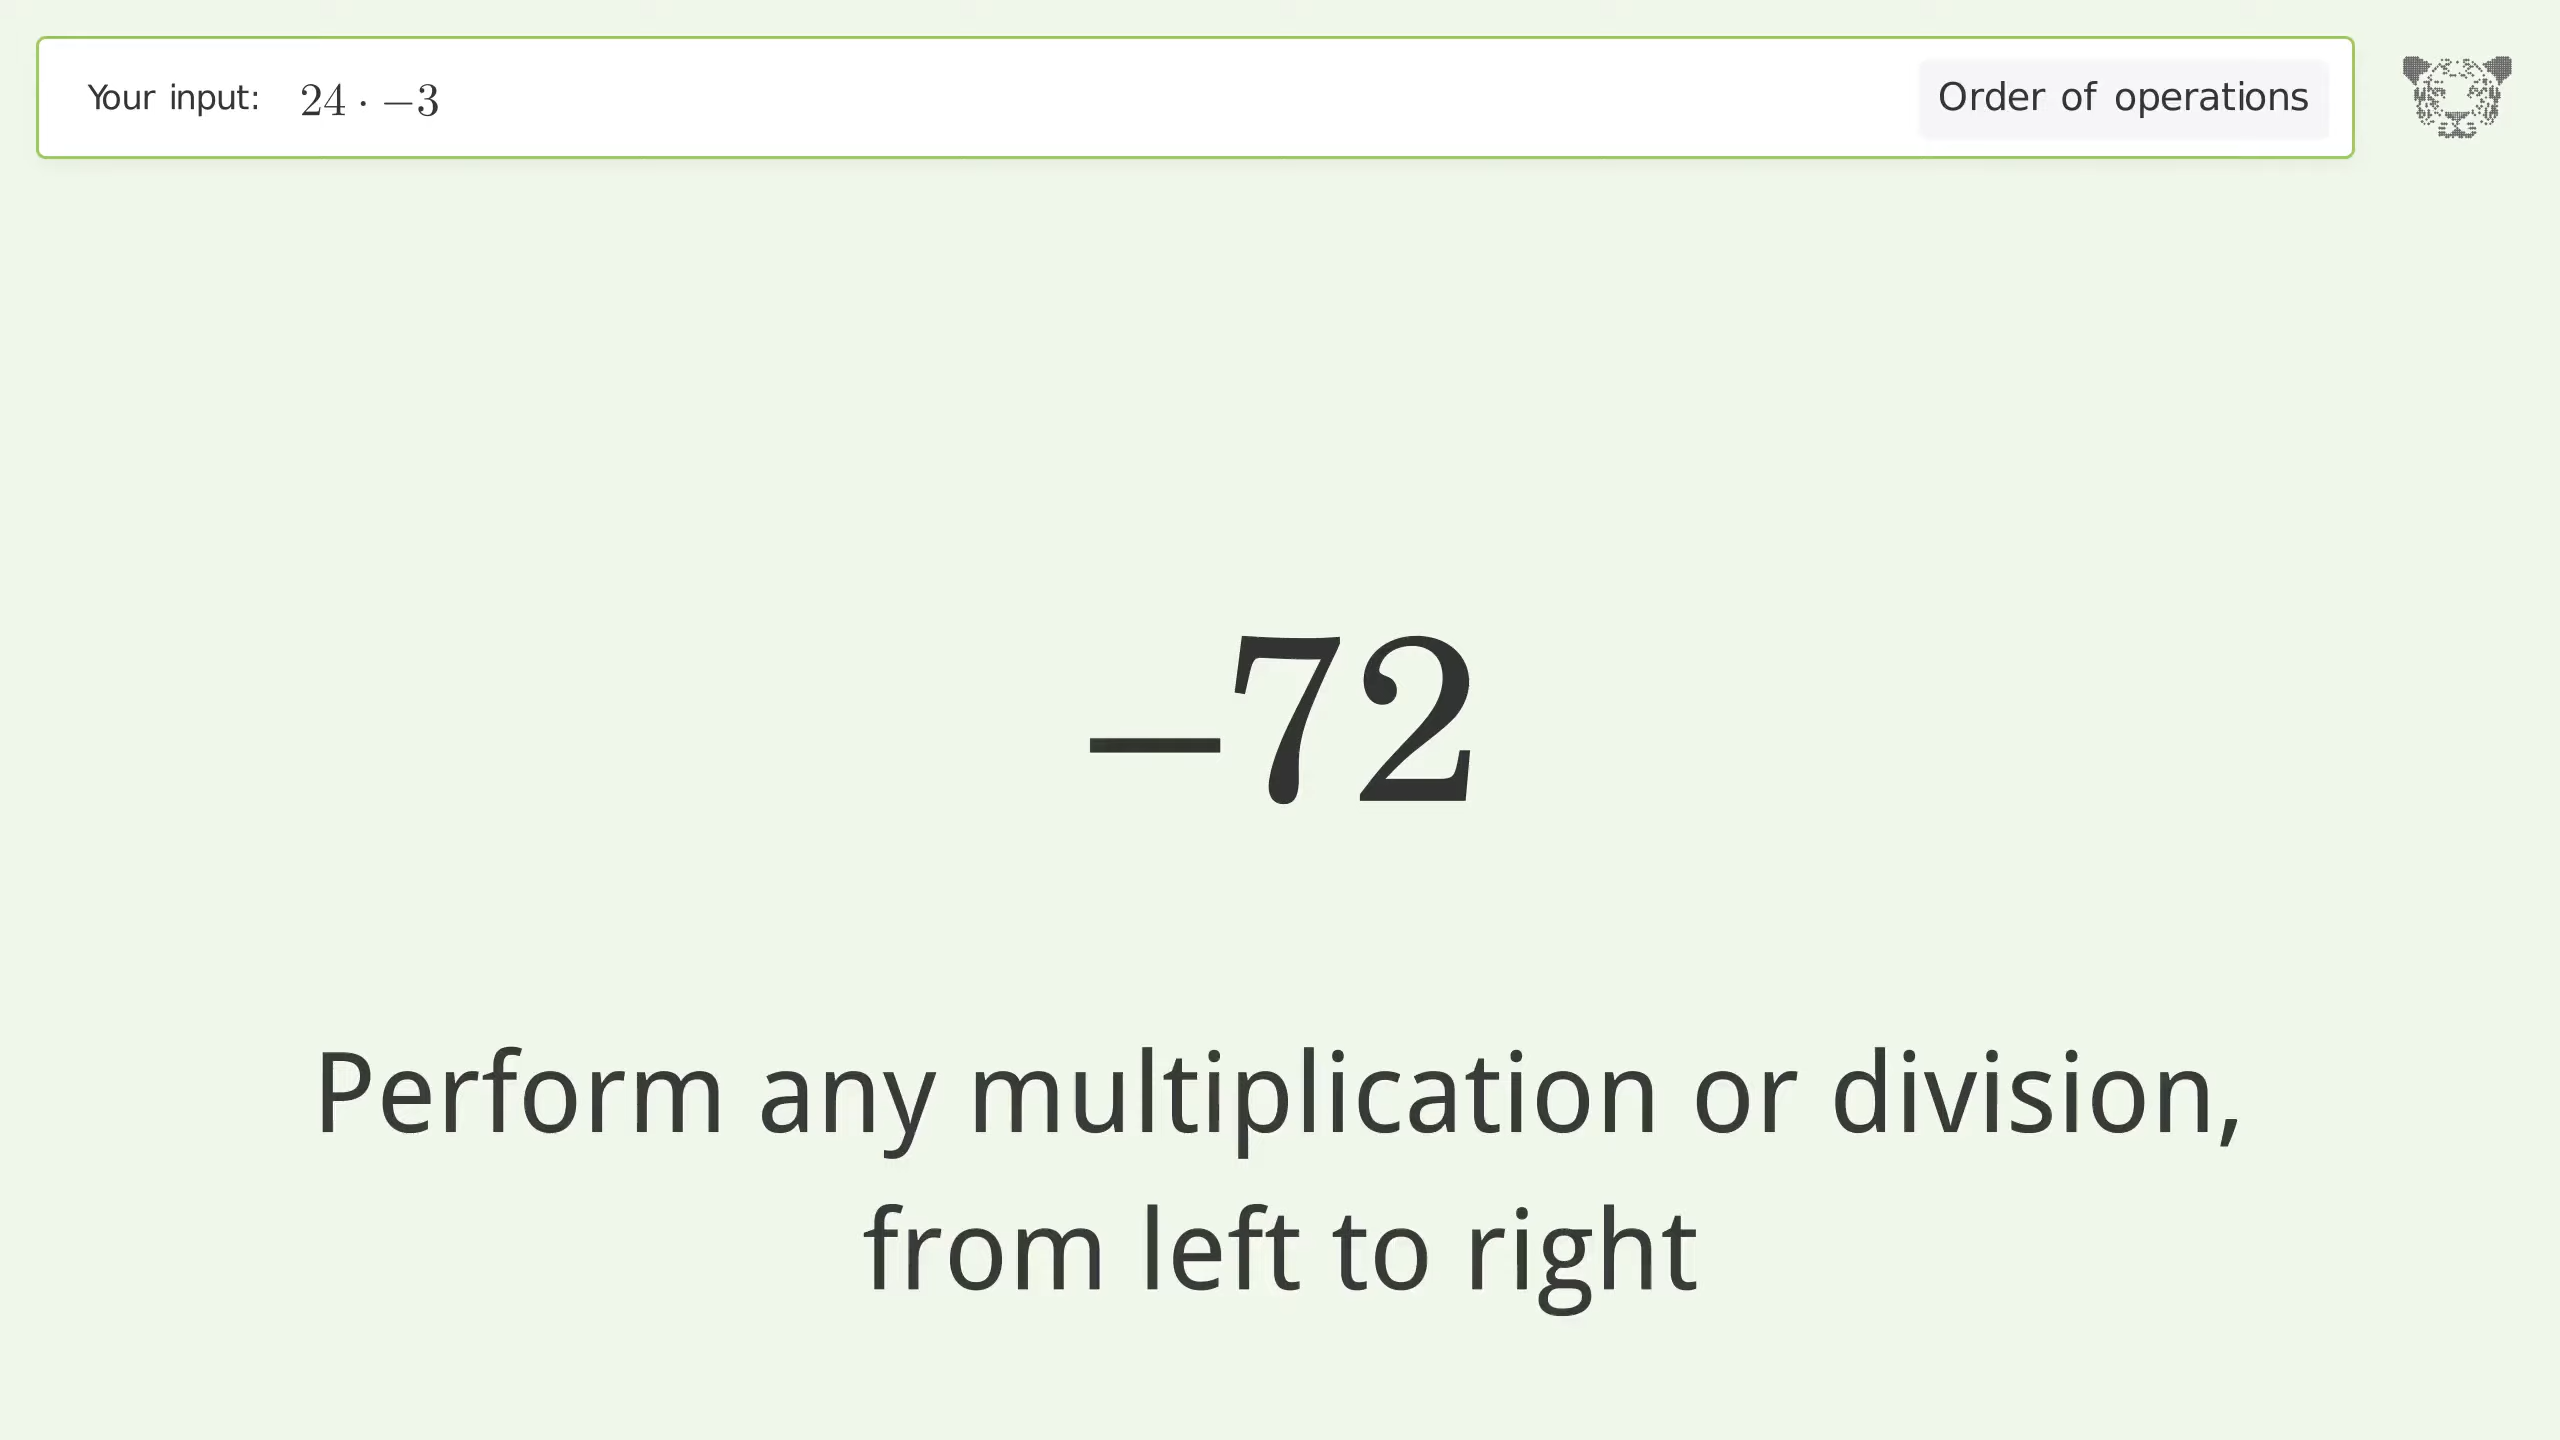 Your input: 24 · −3
Order of operations
−72
Perform any multiplication or division,
from left to right